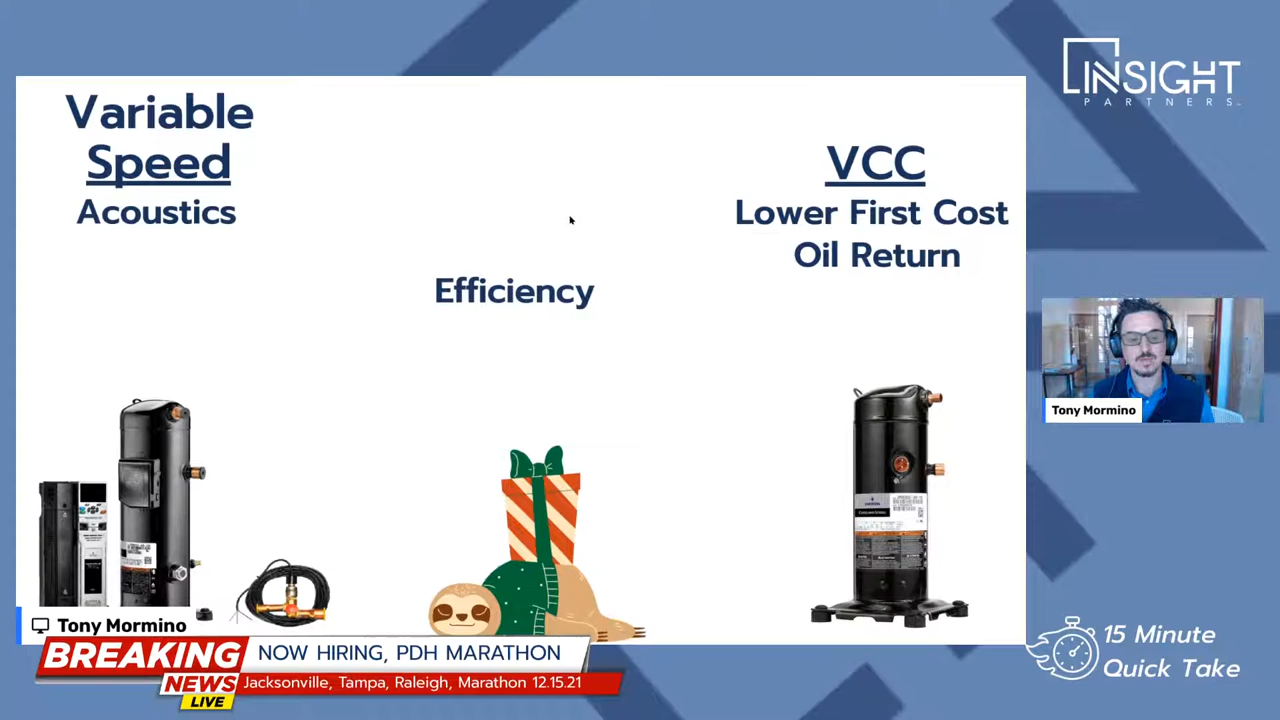 Variable
Speed
Acoustics
Efficiency
VCC
Lower First Cost
Oil Return
INSIGHT
PARTNERS
Tony Mormino
Tony Mormino
BREAKING
NEWS
LIVE
NOW HIRING, PDH MARATHON
Jacksonville, Tampa, Raleigh, Marathon 12.15.21
15 Minute
Quick Take